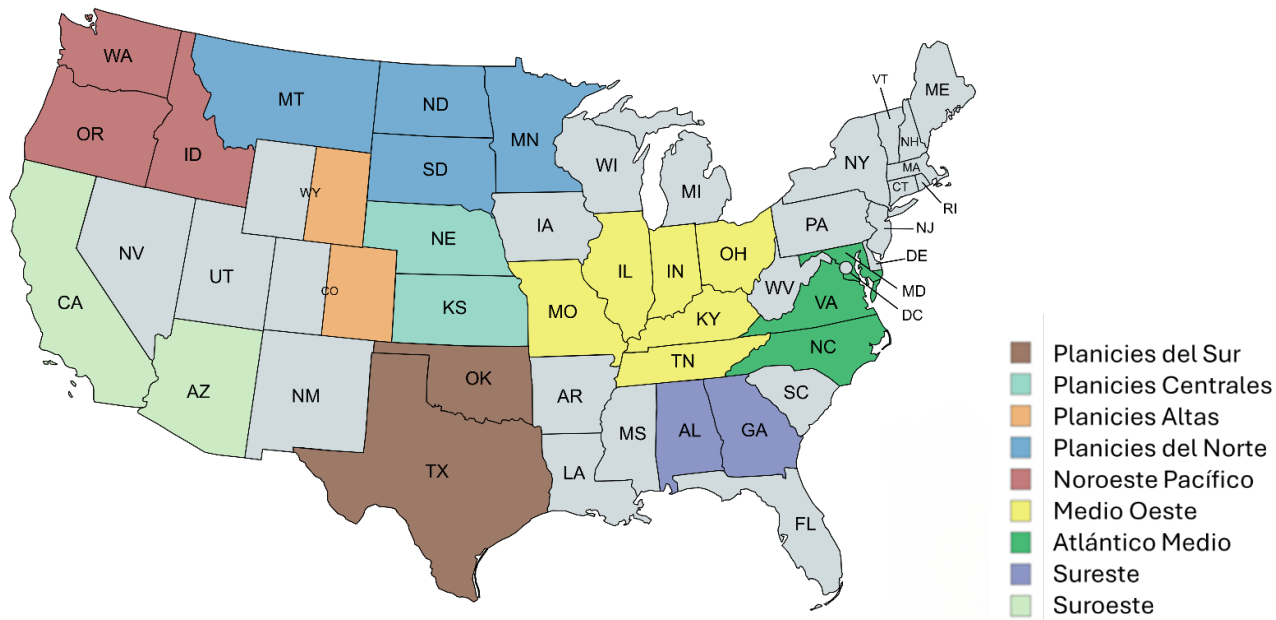 WA
OR
ID
MT
ND
SD
MN
WI
MI
IA
WY
NE
KS
CO
UT
NV
CA
AZ
NM
OK
TX
MO
IL
IN
OH
KY
TN
AR
LA
MS
AL
GA
FL
SC
NC
VA
WV
PA
NY
VT
NH
ME
MA
CT
RI
NJ
DE
MD
DC
Planicies del Sur
Planicies Centrales
Planicies Altas
Planicies del Norte
Noroeste Pacífico
Medio Oeste
Atlántico Medio
Sureste
Suroeste